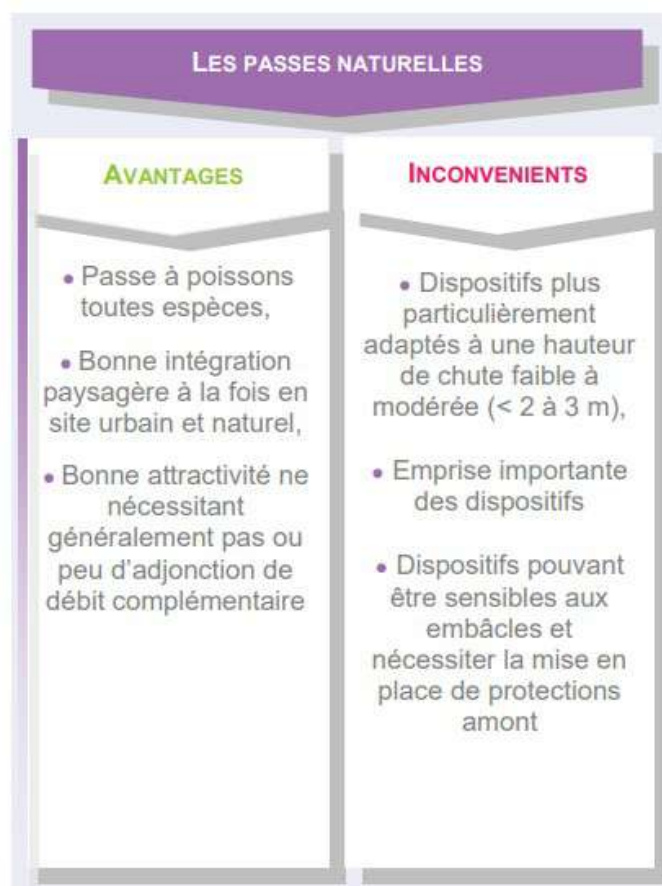 LES PASSES NATURELLES
AVANTAGES
• Passe à poissons
toutes espèces,
• Bonne intégration
paysagère à la fois en
site urbain et naturel,
• Bonne attractivité ne
nécessitant
généralement pas ou
peu d'adjonction de
débit complémentaire
INCONVENIENTS
• Dispositifs plus
particulièrement
adaptés à une hauteur
de chute faible à
modérée (< 2 à 3 m),
• Emprise importante
des dispositifs
• Dispositifs pouvant
être sensibles aux
embâcles et
nécessiter la mise en
place de protections
amont